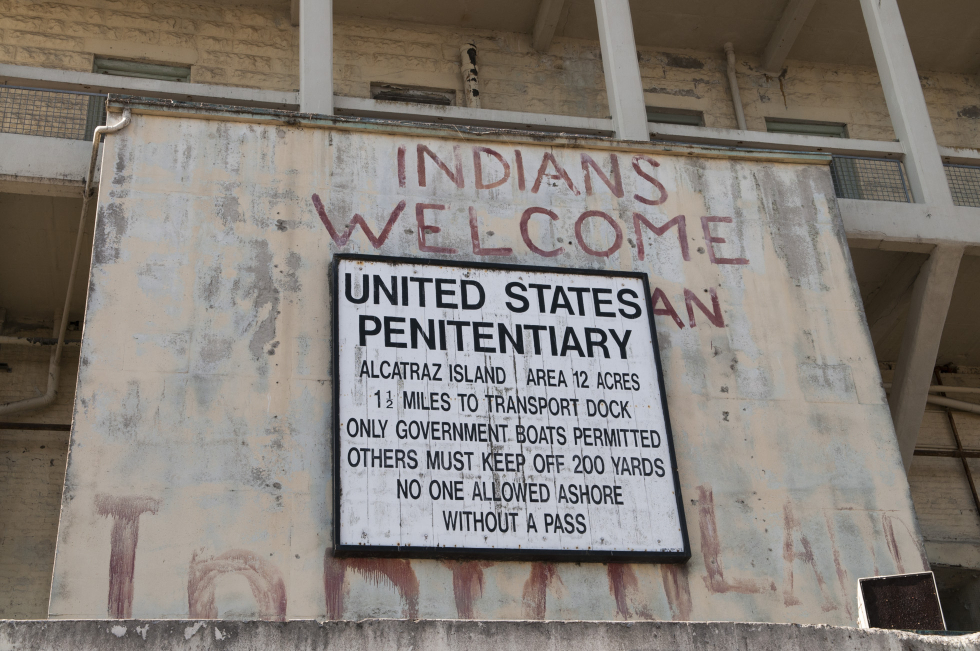 INDIANS
WELCOME
AN
UNITED STATES
PENITENTIARY
ALCATRAZ ISLAND AREA 12 ACRES
1½ MILES TO TRANSPORT DOCK
ONLY GOVERNMENT BOATS PERMITTED
OTHERS MUST KEEP OFF 200 YARDS
NO ONE ALLOWED ASHORE
WITHOUT A PASS